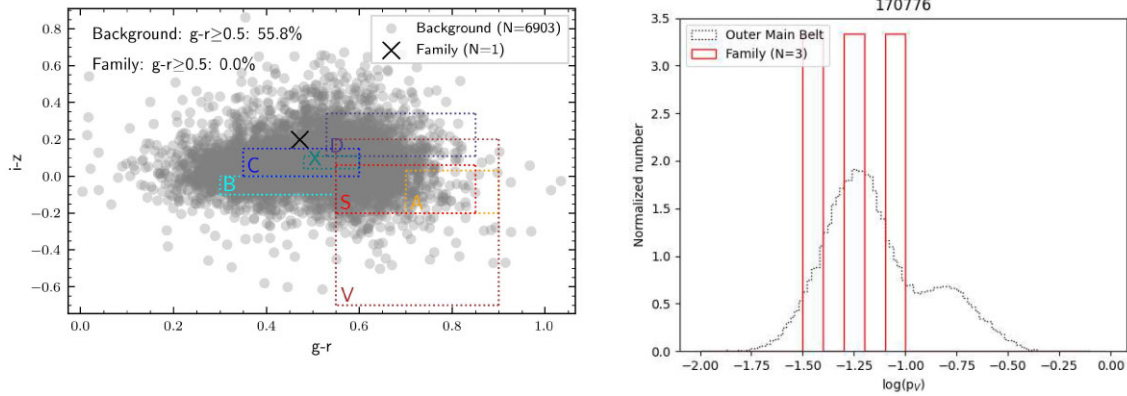 Background: g-r≥0.5: 55.8%
Family: g-r≥0.5: 0.0%
Background (N=6903)
Family (N=1)
D
X
C
B
S
A
V
0.8
0.6
0.4
0.2
0.0
−0.2
−0.4
−0.6
i-z
0.0 0.2 0.4 0.6 0.8 1.0
g-r
170776
Outer Main Belt
Family (N=3)
3.5
3.0
2.5
2.0
1.5
1.0
0.5
0.0
Normalized number
−2.00 −1.75 −1.50 −1.25 −1.00 −0.75 −0.50 −0.25 0.00
log(pV)